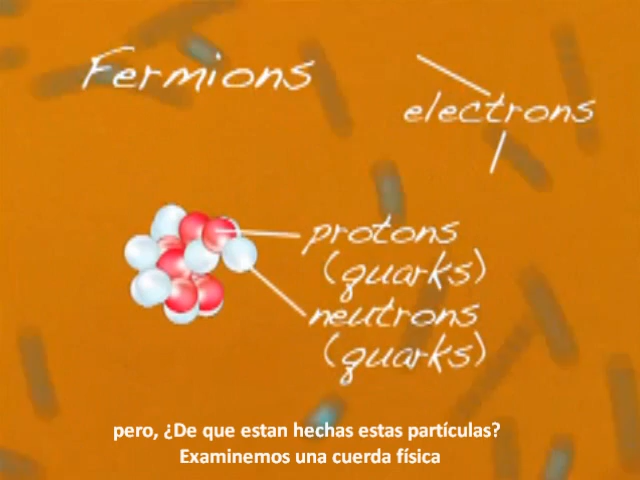 Fermions
electrons
protons
(quarks)
neutrons
(quarks)
pero, ¿De que estan hechas estas partículas?
Examinemos una cuerda física